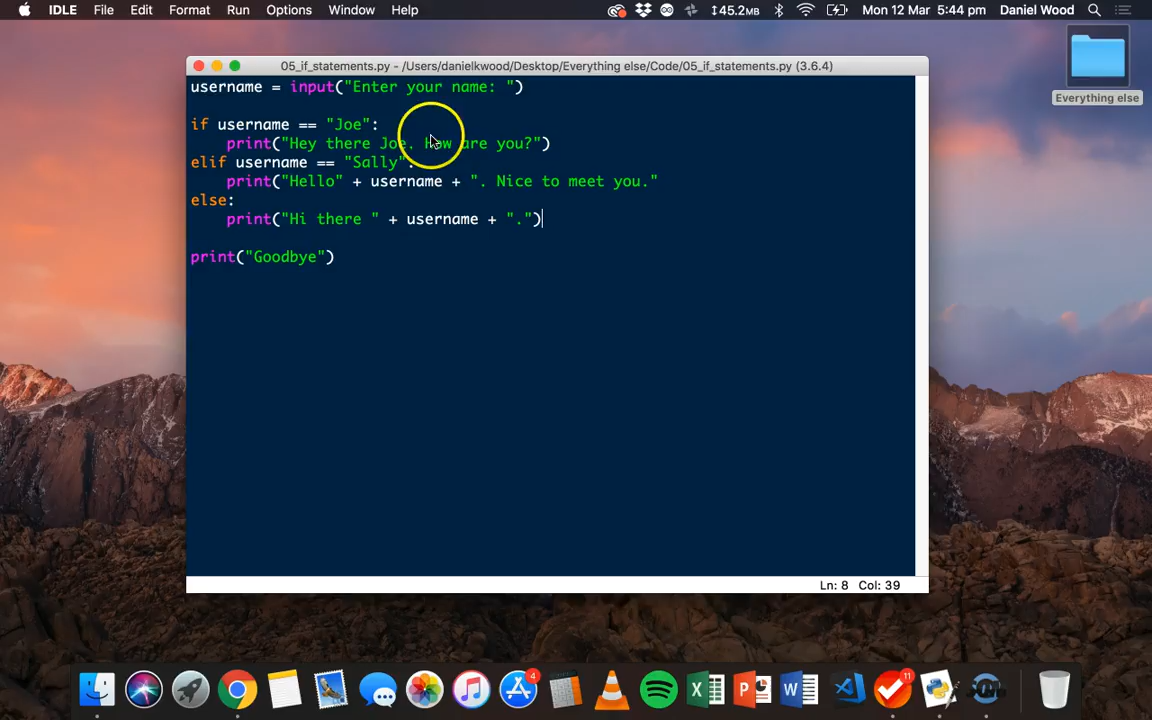 IDLE File Edit Format Run Options Window Help 45.2MB Mon 12 Mar 5:44 pm Daniel Wood
05_if_statements.py - /Users/danielkwood/Desktop/Everything else/Code/05_if_statements.py (3.6.4)
Everything else
username = input("Enter your name: ")
if username == "Joe":
print("Hey there Joe. How are you?")
elif username == "Sally":
print("Hello" + username + ". Nice to meet you."
else:
print("Hi there " + username + ".")
print("Goodbye")
Ln: 8 Col: 39
4
11